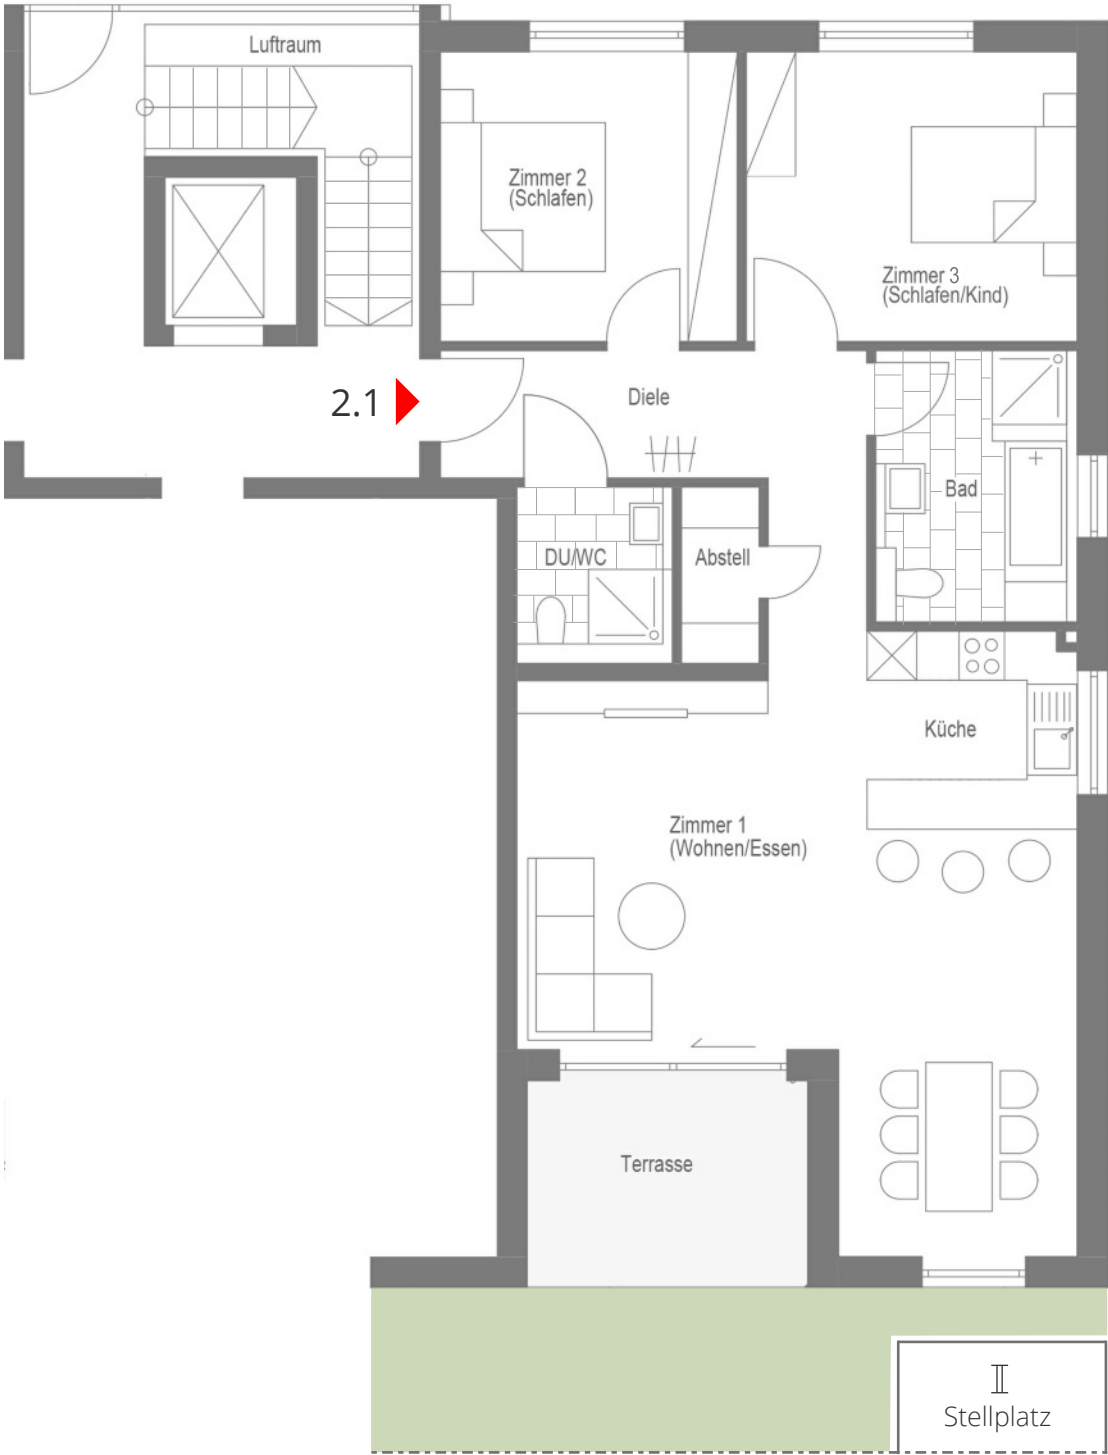 Luftraum
Zimmer 2
(Schlafen)
Zimmer 3
(Schlafen/Kind)
2.1
Diele
Bad
DU/WC
Abstell
Küche
Zimmer 1
(Wohnen/Essen)
Terrasse
II
Stellplatz